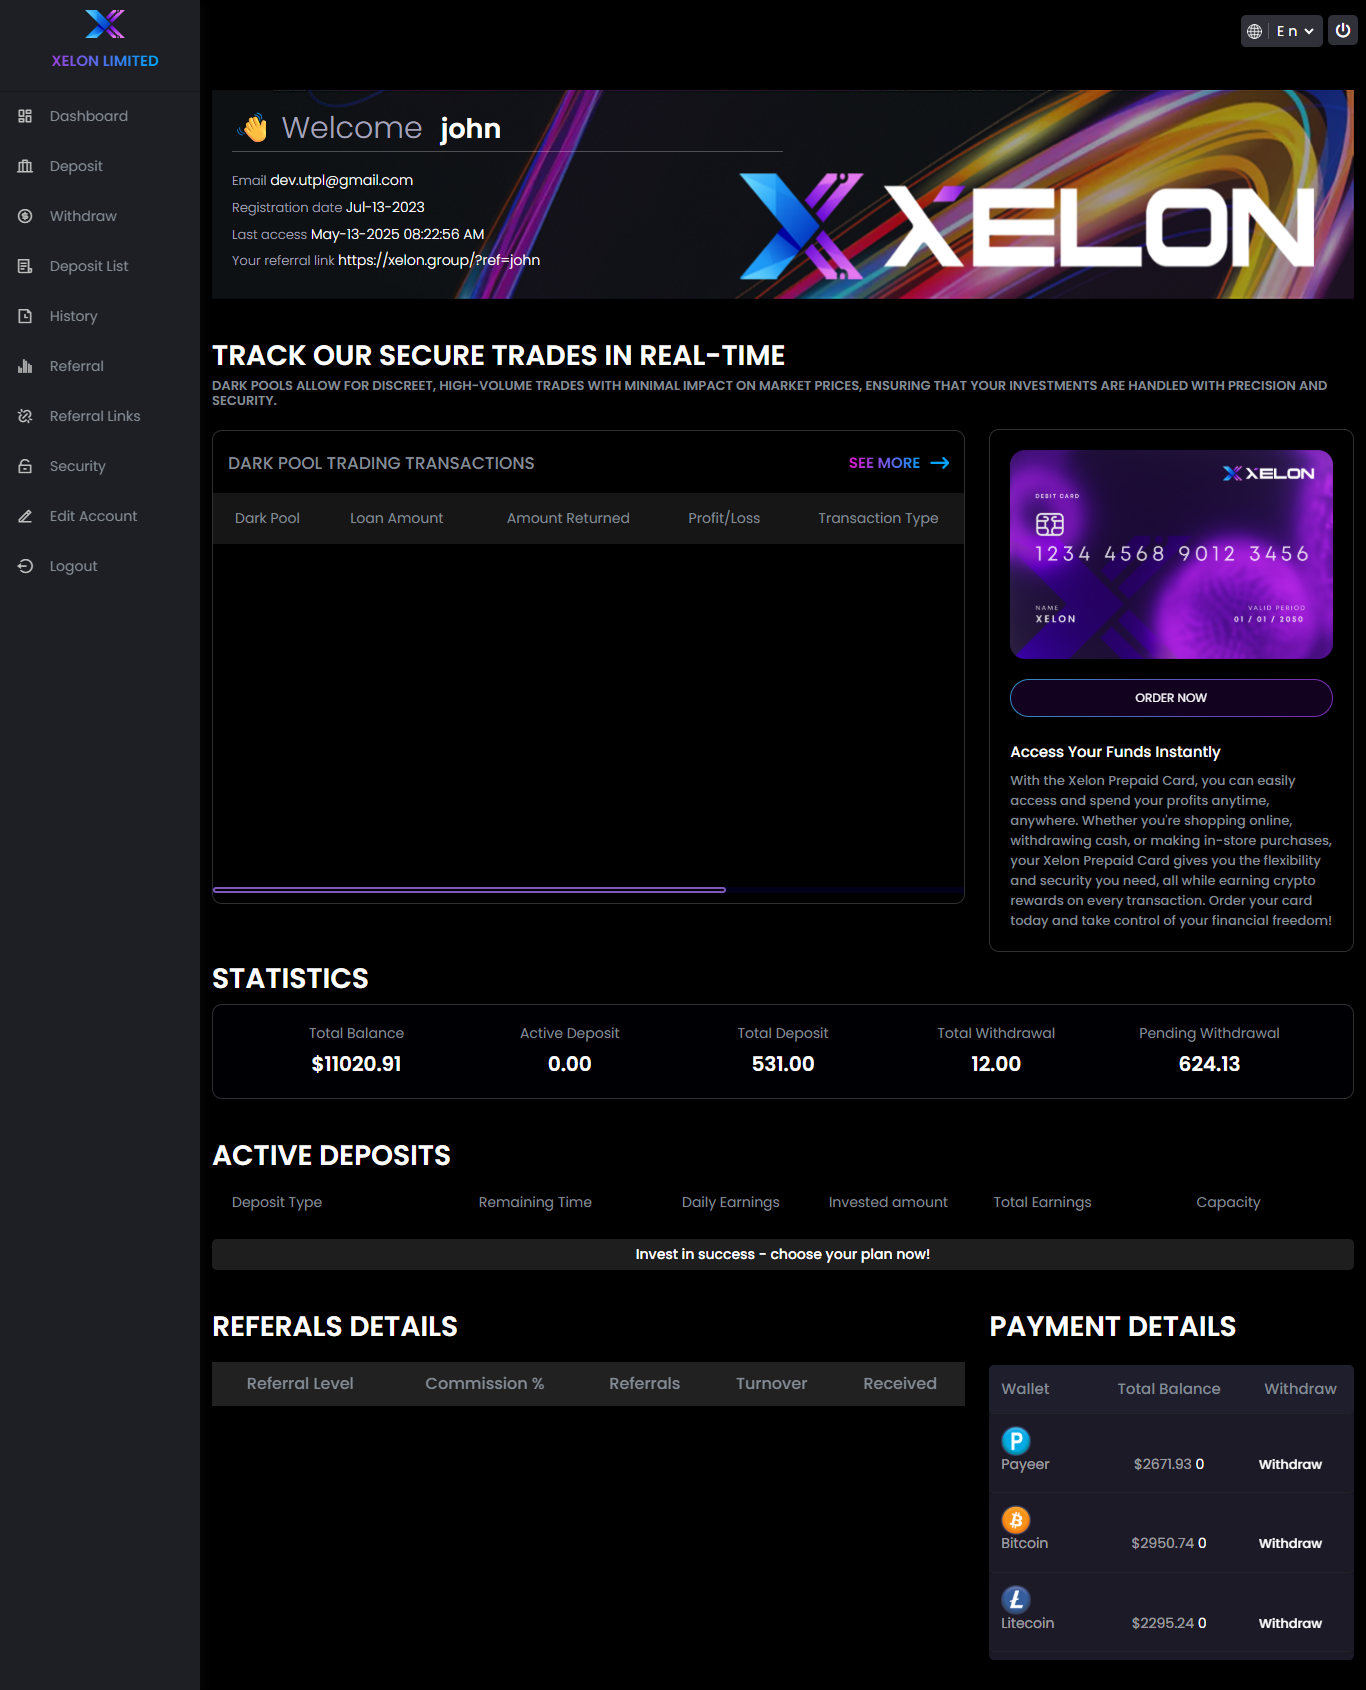 XELON LIMITED
En
Dashboard
Deposit
Withdraw
Deposit List
History
Referral
Referral Links
Security
Edit Account
Logout
👋 Welcome john
Email dev.utpl@gmail.com
Registration date Jul-13-2023
Last access May-13-2025 08:22:56 AM
Your referral link https://xelon.group/?ref=john
XELON
TRACK OUR SECURE TRADES IN REAL-TIME
DARK POOLS ALLOW FOR DISCREET, HIGH-VOLUME TRADES WITH MINIMAL IMPACT ON MARKET PRICES, ENSURING THAT YOUR INVESTMENTS ARE HANDLED WITH PRECISION AND
SECURITY.
DARK POOL TRADING TRANSACTIONS
SEE MORE →
Dark Pool Loan Amount Amount Returned Profit/Loss Transaction Type
XELON
DEBIT CARD
1234 4568 9012 3456
NAME
XELON
VALID PERIOD
01 / 01 / 2050
ORDER NOW
Access Your Funds Instantly
With the Xelon Prepaid Card, you can easily
access and spend your profits anytime,
anywhere. Whether you're shopping online,
withdrawing cash, or making in-store purchases,
your Xelon Prepaid Card gives you the flexibility
and security you need, all while earning crypto
rewards on every transaction. Order your card
today and take control of your financial freedom!
STATISTICS
Total Balance Active Deposit Total Deposit Total Withdrawal Pending Withdrawal
$11020.91 0.00 531.00 12.00 624.13
ACTIVE DEPOSITS
Deposit Type Remaining Time Daily Earnings Invested amount Total Earnings Capacity
Invest in success - choose your plan now!
REFERALS DETAILS
Referral Level Commission % Referrals Turnover Received
PAYMENT DETAILS
Wallet Total Balance Withdraw
Payeer $2671.93 0 Withdraw
Bitcoin $2950.74 0 Withdraw
Litecoin $2295.24 0 Withdraw